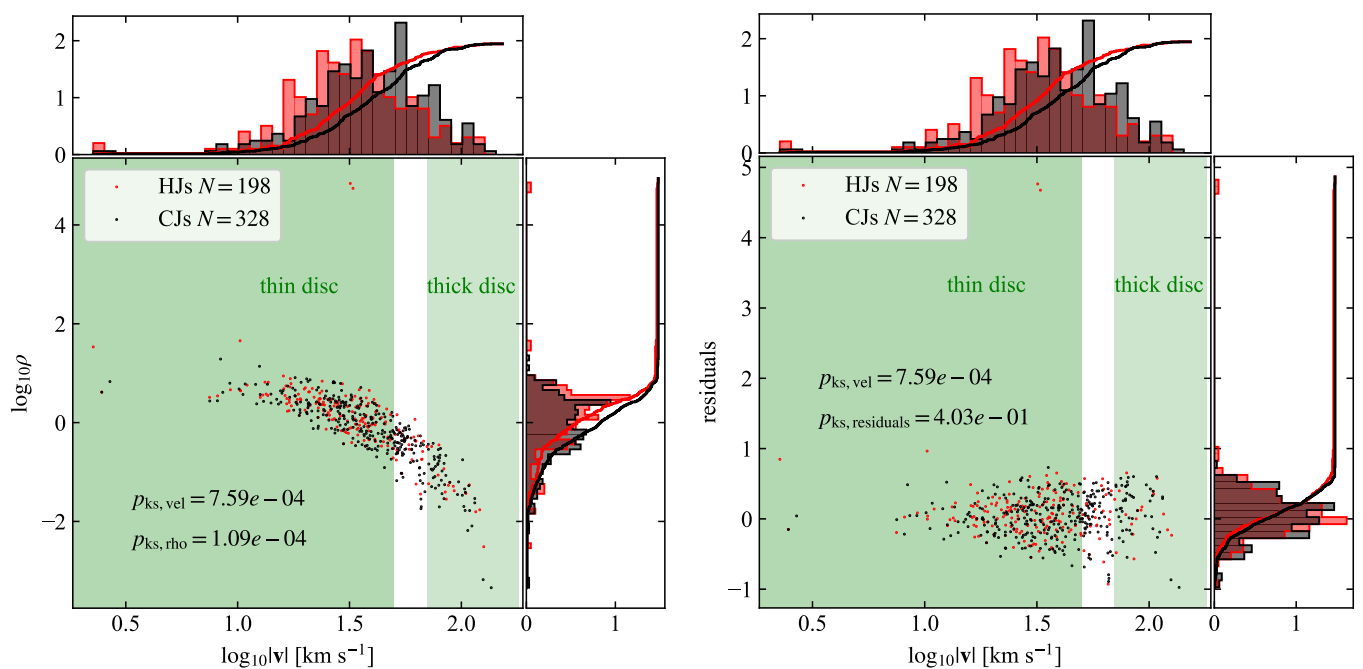 2
1
0
HJs N = 198
CJs N = 328
thin disc
thick disc
4
2
0
−2
log₁₀ρ
p_ks, vel = 7.59e − 04
p_ks, rho = 1.09e − 04
0.5 1.0 1.5 2.0
log₁₀|v| [km s⁻¹]
0 1
2
1
0
HJs N = 198
CJs N = 328
thin disc
thick disc
5
4
3
2
1
0
−1
residuals
p_ks, vel = 7.59e − 04
p_ks, residuals = 4.03e − 01
0.5 1.0 1.5 2.0
log₁₀|v| [km s⁻¹]
0 1